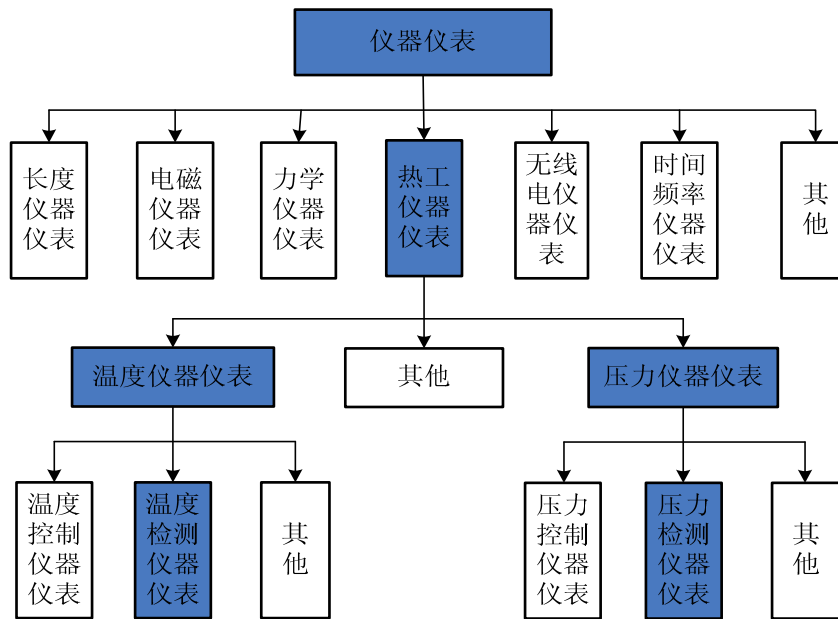 仪器仪表
长度
仪器
仪表
电磁
仪器
仪表
力学
仪器
仪表
热工
仪器
仪表
无线
电仪
器仪
表
时间
频率
仪器
仪表
其
他
温度仪器仪表
其他
压力仪器仪表
温度
控制
仪器
仪表
温度
检测
仪器
仪表
其
他
压力
控制
仪器
仪表
压力
检测
仪器
仪表
其
他